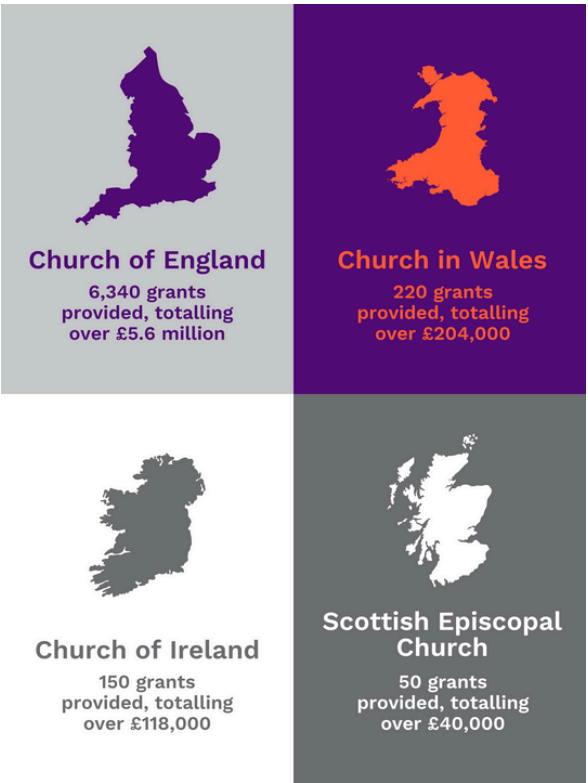 Church of England
6,340 grants
provided, totalling
over £5.6 million
Church in Wales
220 grants
provided, totalling
over £204,000
Church of Ireland
150 grants
provided, totalling
over £118,000
Scottish Episcopal
Church
50 grants
provided, totalling
over £40,000